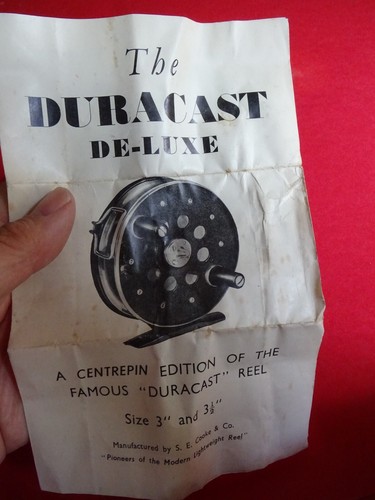 The
DURACAST
DE-LUXE
A CENTREPIN EDITION OF THE
FAMOUS "DURACAST" REEL
Size 3" and 3½"
Manufactured by S. E. Cooke & Co.
"Pioneers of the Modern Lightweight Reel"